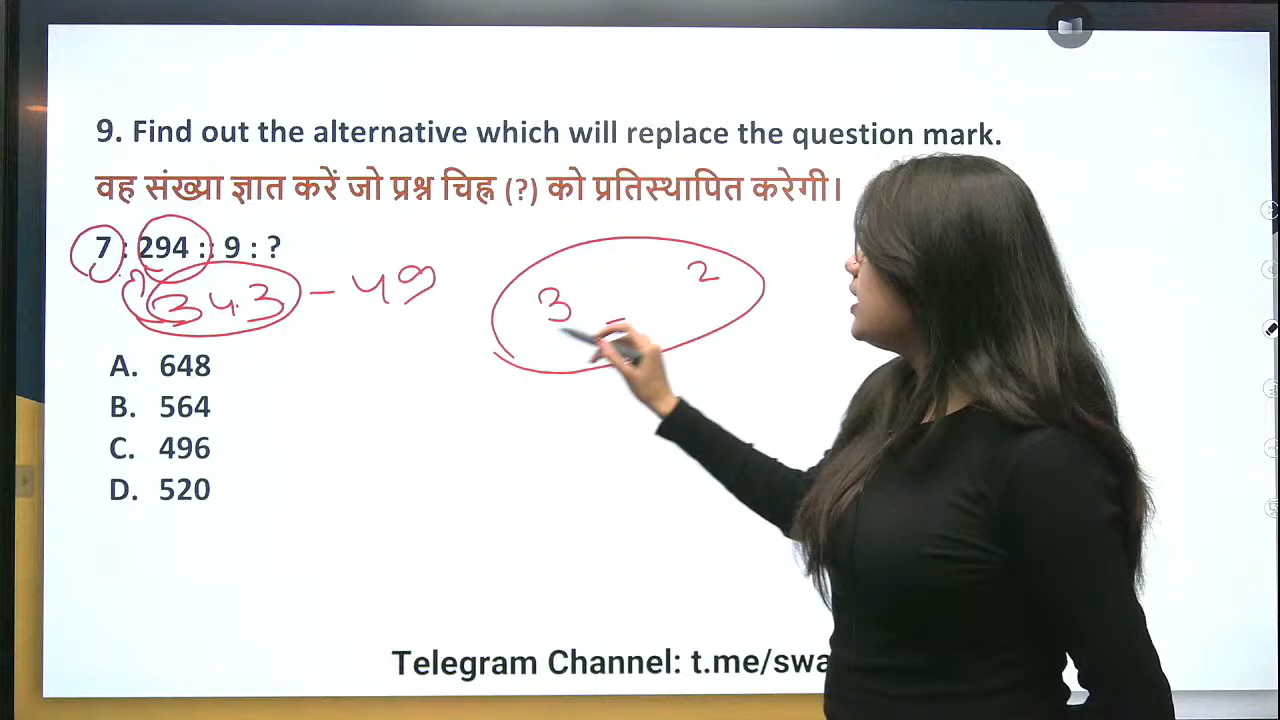 9. Find out the alternative which will replace the question mark.
वह संख्या ज्ञात करें जो प्रश्न चिह्न (?) को प्रतिस्थापित करेगी।
7 : 294 :: 9 : ?
343 - 49
3 - 2
A. 648
B. 564
C. 496
D. 520
Telegram Channel: t.me/swa